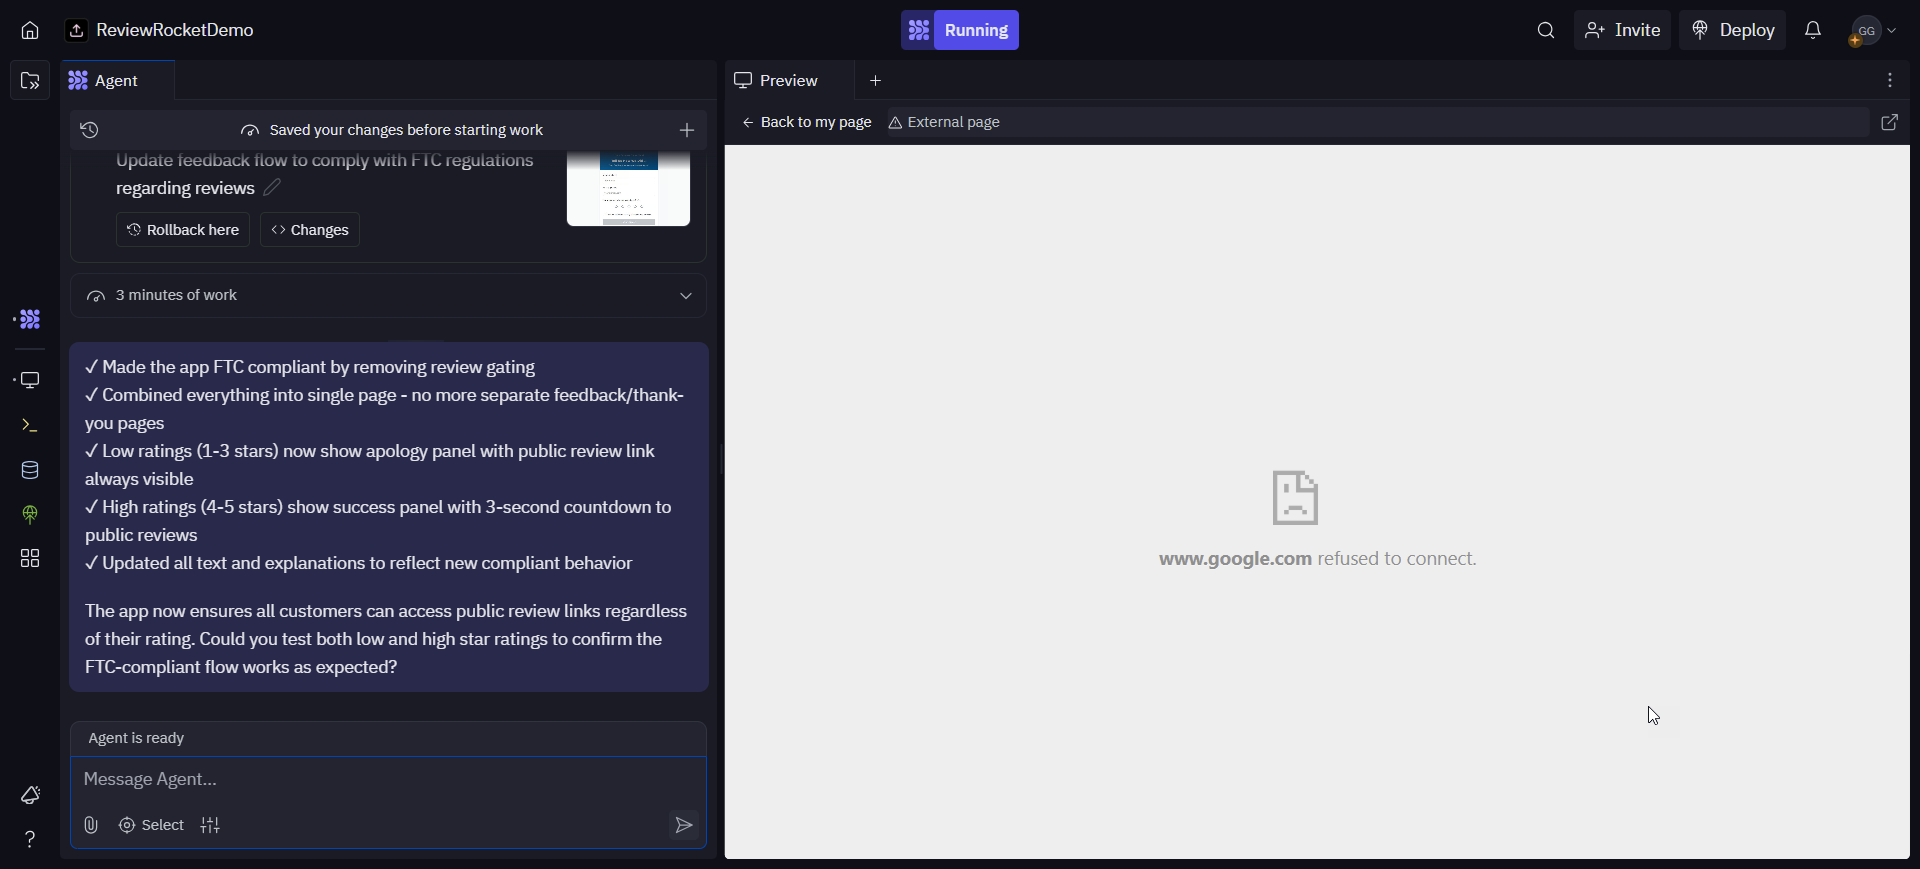 ReviewRocketDemo
Running
Invite
Deploy
GG
Agent
Preview
Saved your changes before starting work
Back to my page
External page
Update feedback flow to comply with FTC regulations
regarding reviews
Rollback here
Changes
3 minutes of work
✓ Made the app FTC compliant by removing review gating
✓ Combined everything into single page - no more separate feedback/thank-
you pages
✓ Low ratings (1-3 stars) now show apology panel with public review link
always visible
✓ High ratings (4-5 stars) show success panel with 3-second countdown to
public reviews
✓ Updated all text and explanations to reflect new compliant behavior
The app now ensures all customers can access public review links regardless
of their rating. Could you test both low and high star ratings to confirm the
FTC-compliant flow works as expected?
Agent is ready
Message Agent...
Select
www.google.com refused to connect.